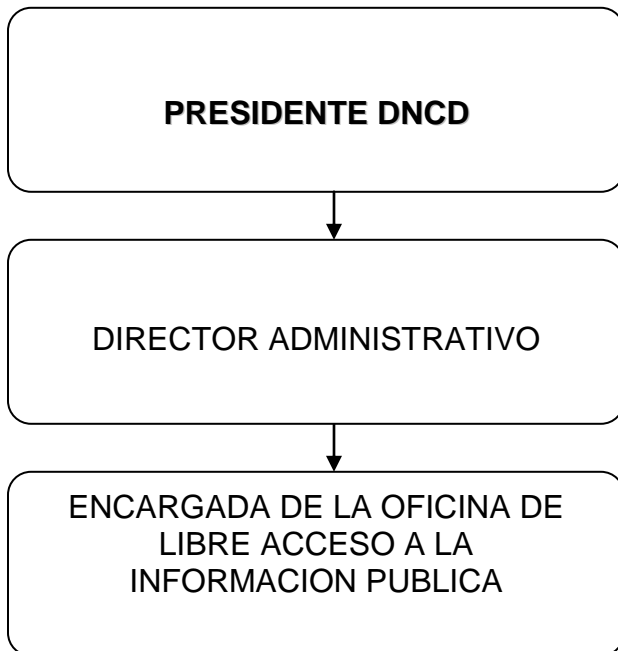 PRESIDENTE DNCD
DIRECTOR ADMINISTRATIVO
ENCARGADA DE LA OFICINA DE
LIBRE ACCESO A LA
INFORMACION PUBLICA